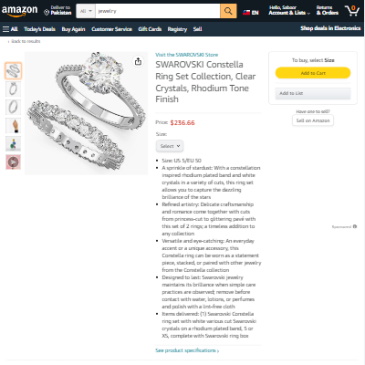 amazon
Deliver to
Pakistan
All
jewelry
EN
Hello, Saboor
Account & Lists
Returns
& Orders
0
All
Today's Deals
Buy Again
Customer Service
Gift Cards
Registry
Sell
Shop deals in Electronics
‹ Back to results
Visit the SWAROVSKI Store
SWAROVSKI Constella
Ring Set Collection, Clear
Crystals, Rhodium Tone
Finish
Price: $236.66
Size:
Select
• Size US 5/EU 50
• A sprinkle of stardust: With a constellation
inspired rhodium plated band and white
crystals in a variety of cuts, this ring set
allows you to capture the dazzling
brilliance of the stars
• Refined artistry: Delicate craftsmanship
and romance come together with cuts
from princess-cut to glittering pavé with
this set of 2 rings; a timeless addition to
any collection
• Versatile and eye-catching: An everyday
accent or a unique accessory, this
Constella ring can be worn as a statement
piece, stacked, or paired with other jewelry
from the Constella collection
• Designed to last: Swarovski jewelry
maintains its brilliance when simple care
practices are observed; remove before
contact with water, lotions, or perfumes
and polish with a lint-free cloth
• Items delivered: (1) Swarovski Constella
ring set with white various cut Swarovski
crystals on a rhodium plated band, 5 or
XS, complete with Swarovski ring box
See product specifications ›
To buy, select Size
Add to Cart
Add to List
Have one to sell?
Sell on Amazon
Sponsored